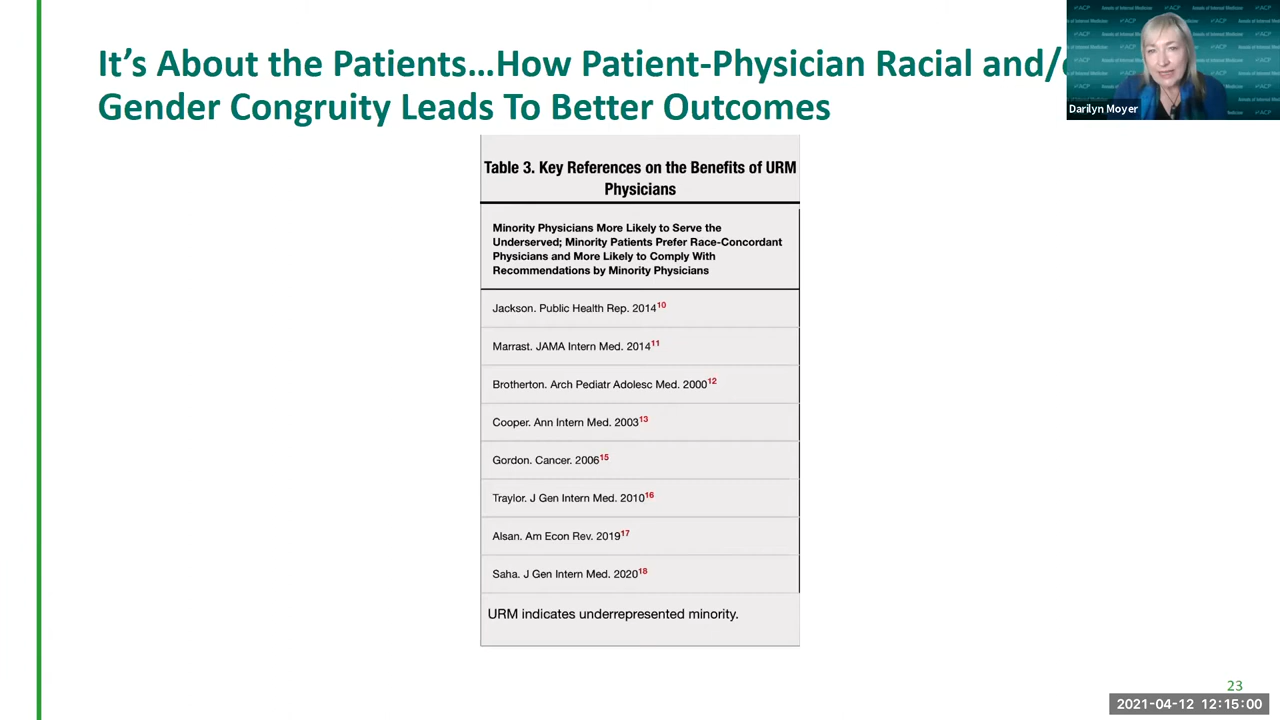 It’s About the Patients...How Patient-Physician Racial and/
Gender Congruity Leads To Better Outcomes
ACP
Annals of Internal Medicine
Darilyn Moyer
Table 3. Key References on the Benefits of URM
Physicians
Minority Physicians More Likely to Serve the
Underserved; Minority Patients Prefer Race-Concordant
Physicians and More Likely to Comply With
Recommendations by Minority Physicians
Jackson. Public Health Rep. 2014¹⁰
Marrast. JAMA Intern Med. 2014¹¹
Brotherton. Arch Pediatr Adolesc Med. 2000¹²
Cooper. Ann Intern Med. 2003¹³
Gordon. Cancer. 2006¹⁵
Traylor. J Gen Intern Med. 2010¹⁶
Alsan. Am Econ Rev. 2019¹⁷
Saha. J Gen Intern Med. 2020¹⁸
URM indicates underrepresented minority.
23
2021-04-12 12:15:00